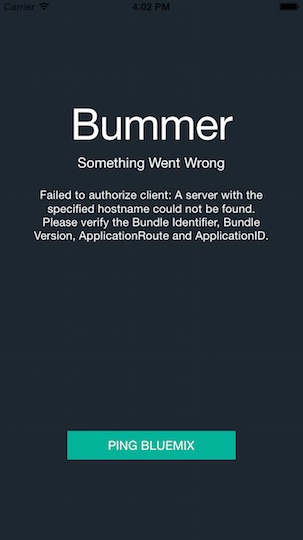 Carrier 4:02 PM
Bummer
Something Went Wrong
Failed to authorize client: A server with the
specified hostname could not be found.
Please verify the Bundle Identifier, Bundle
Version, ApplicationRoute and ApplicationID.
PING BLUEMIX